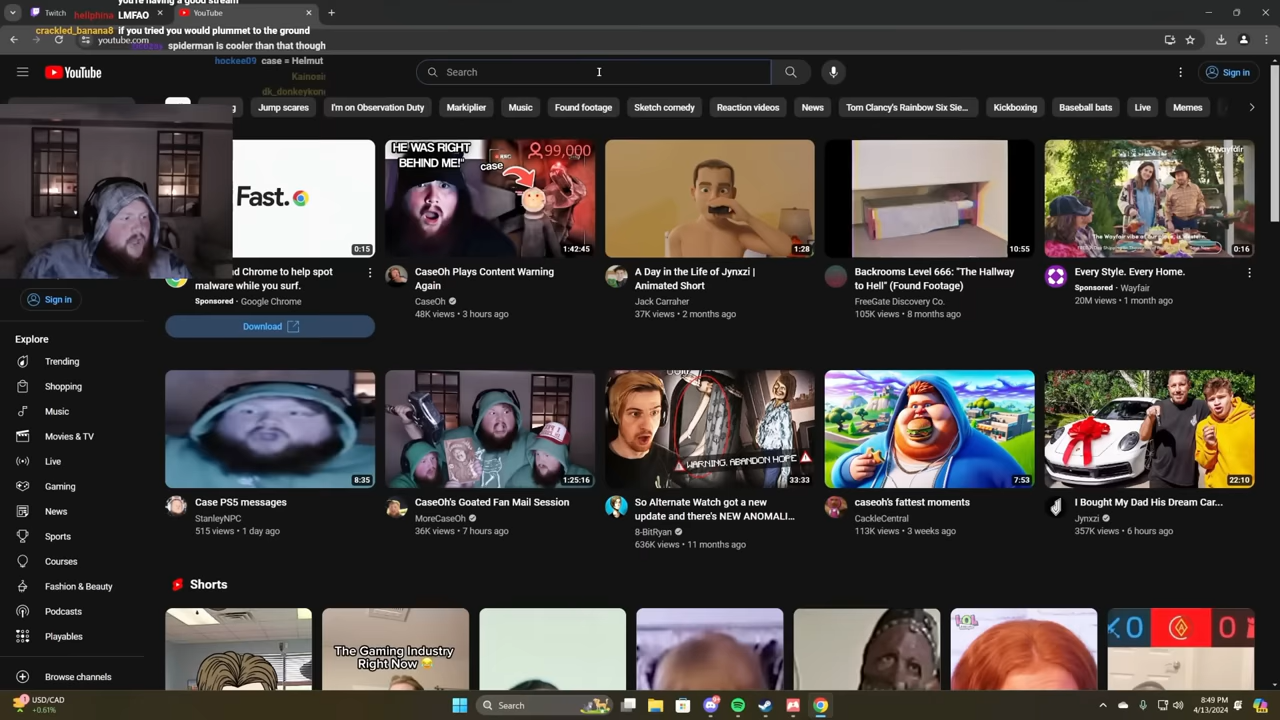 you're having a good stream
Twitch
YouTube
hellphina LMFAO
crackled_banana8 if you tried you would plummet to the ground
spiderman is cooler than that though
youtube.com
hockee09 case = Helmut
dk_donkeykon
YouTube
Search
Sign in
Jump scares
I'm on Observation Duty
Markiplier
Music
Found footage
Sketch comedy
Reaction videos
News
Tom Clancy's Rainbow Six Sie...
Kickboxing
Baseball bats
Live
Memes
Fast.
0:15
HE WAS RIGHT
BEHIND ME!"
case
99,000
1:42:45
1:28
10:55
wayfair
The Wayfair vibe
0:16
d Chrome to help spot
malware while you surf.
Sponsored • Google Chrome
Download
CaseOh Plays Content Warning
Again
CaseOh
48K views • 3 hours ago
A Day in the Life of Jynxzi |
Animated Short
Jack Carraher
37K views • 2 months ago
Backrooms Level 666: "The Hallway
to Hell" (Found Footage)
FreeGate Discovery Co.
105K views • 8 months ago
Every Style. Every Home.
Sponsored • Wayfair
20M views • 1 month ago
Sign in
Explore
Trending
Shopping
Music
Movies & TV
Live
Gaming
News
Sports
Courses
Fashion & Beauty
Podcasts
Playables
Browse channels
8:35
1:25:16
WARNING. ABANDON HOPE
33:33
7:53
22:10
Case PS5 messages
StanleyNPC
515 views • 1 day ago
CaseOh's Goated Fan Mail Session
MoreCaseOh
36K views • 7 hours ago
So Alternate Watch got a new
update and there's NEW ANOMALI...
8-BitRyan
636K views • 11 months ago
caseoh's fattest moments
CackleCentral
113K views • 3 weeks ago
I Bought My Dad His Dream Car...
Jynxzi
357K views • 6 hours ago
Shorts
The Gaming Industry
Right Now
LOL
0
0
USD/CAD
+0.61%
Search
8:49 PM
4/13/2024